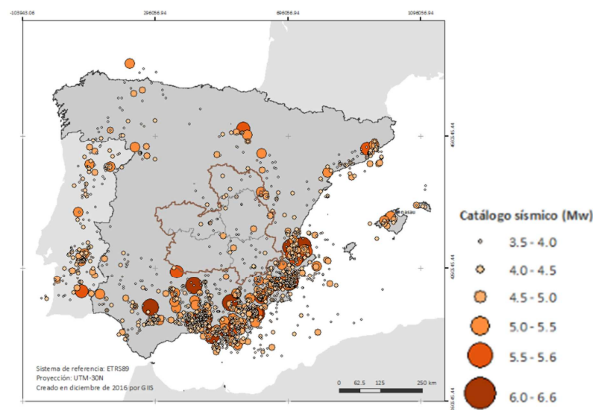 Catálogo sísmico (Mw)
3.5 - 4.0
4.0 - 4.5
4.5 - 5.0
5.0 - 5.5
5.5 - 5.6
6.0 - 6.6
Sistema de referencia: ETRS89
Proyección: UTM-30N
Creado en diciembre de 2016 por GIIS
0 62.5 125 250 km